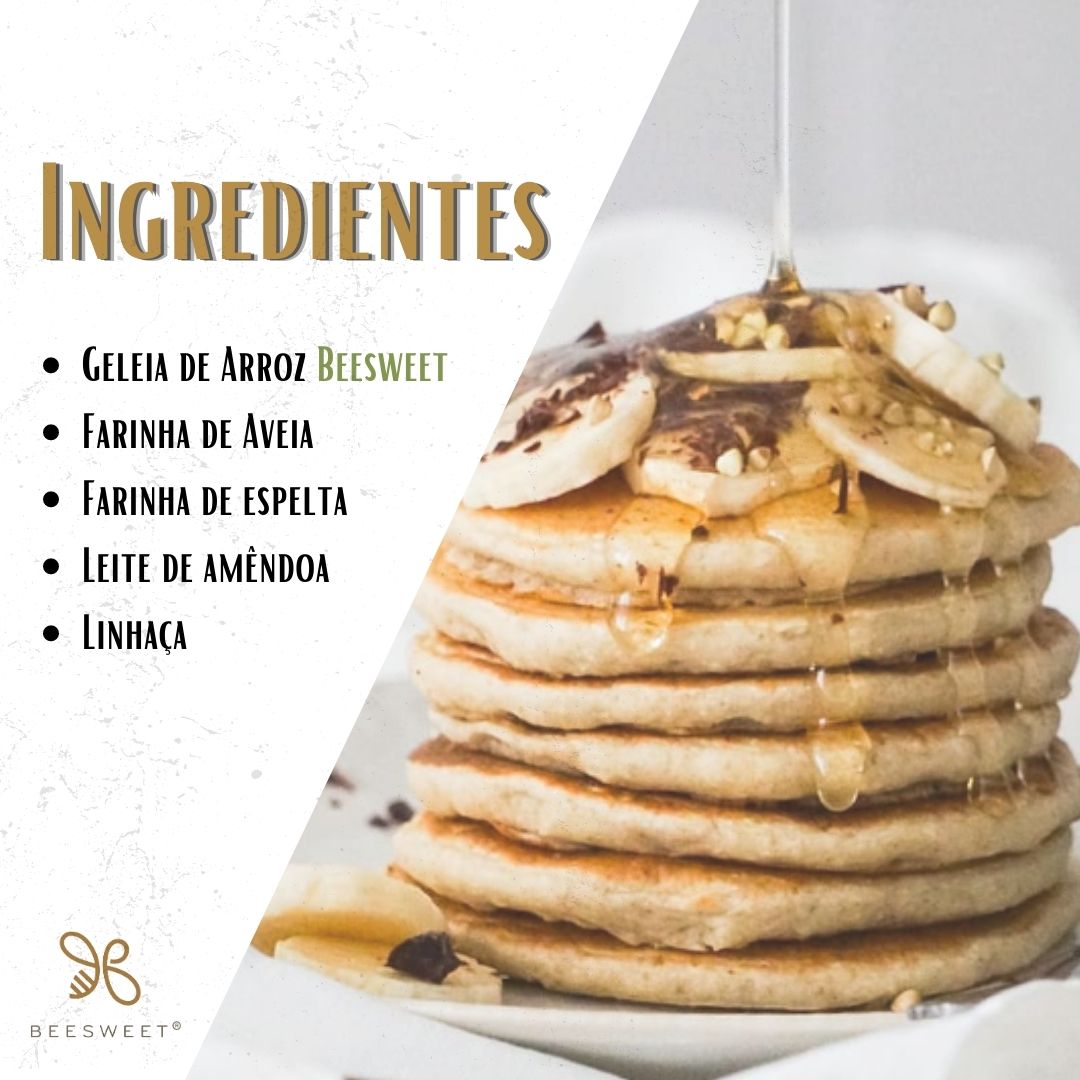 Ingredientes
Geleia de Arroz Beesweet
Farinha de Aveia
Farinha de espelta
Leite de amêndoa
Linhaça
BEESWEET®